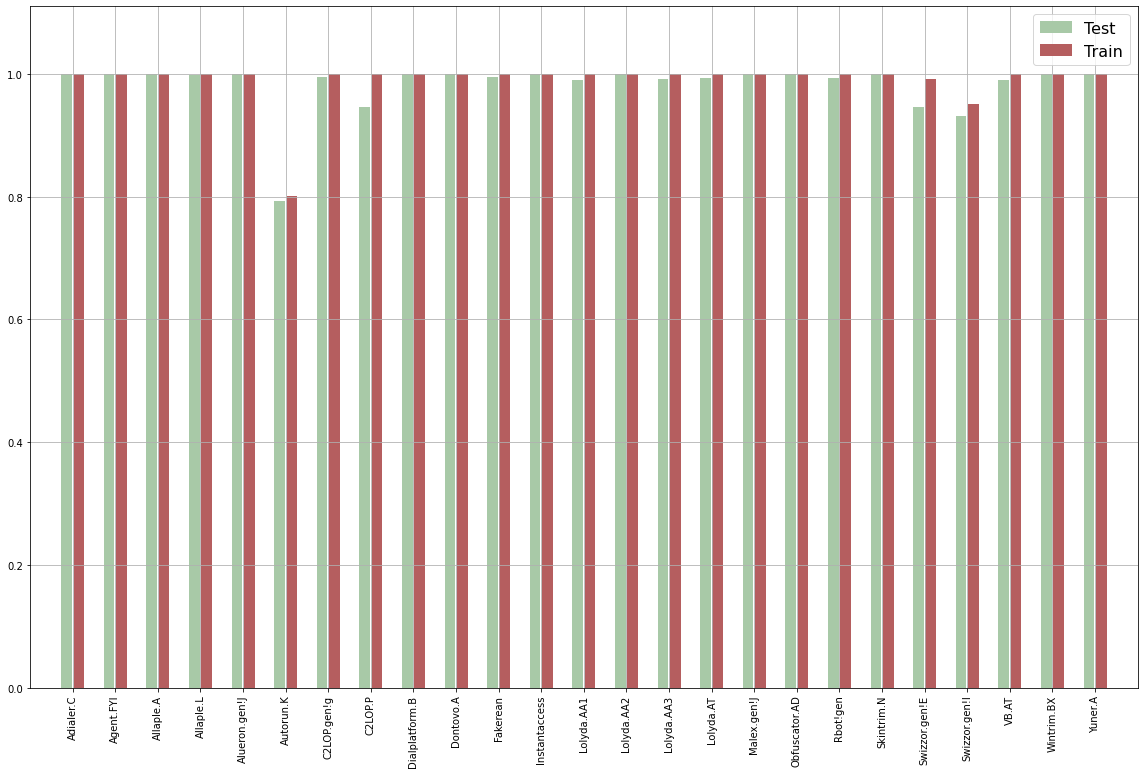 Test
Train
1.0
0.8
0.6
0.4
0.2
0.0
Adialer.C
Agent.FYI
Allaple.A
Allaple.L
Alueron.gen!J
Autorun.K
C2LOP.gen!g
C2LOP.P
Dialplatform.B
Dontovo.A
Fakerean
Instantaccess
Lolyda.AA1
Lolyda.AA2
Lolyda.AA3
Lolyda.AT
Malex.gen!J
Obfuscator.AD
Rbot!gen
Skintrim.N
Swizzor.gen!E
Swizzor.gen!I
VB.AT
Wintrim.BX
Yuner.A